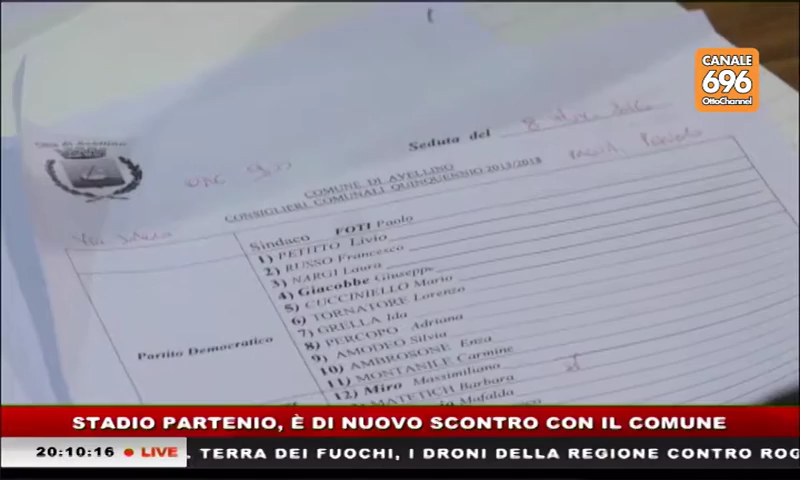 CANALE
696
OttoChannel
Città di Avellino
Seduta del 8
COMUNE DI AVELLINO
CONSIGLIERI COMUNALI QUINQUENNIO 2013/2018
Sindaco FOTI Paolo
1) PETITTO Livio
2) RUSSO Francesco
3) NARGI Laura
4) Giacobbe Giuseppe
5) CUCCINIELLO Mario
6) TORNATORE Lorenzo
7) GRELLA Ida
8) PERCOPO Adriana
9) AMODEO Silvia
10) AMBROSONE Enza
11) MONTANILE Carmine
12) Miro Massimiliano
MATETICH Barbara
Mafalda
Partito Democratico
STADIO PARTENIO, È DI NUOVO SCONTRO CON IL COMUNE
20:10:16 ● LIVE . TERRA DEI FUOCHI, I DRONI DELLA REGIONE CONTRO ROG